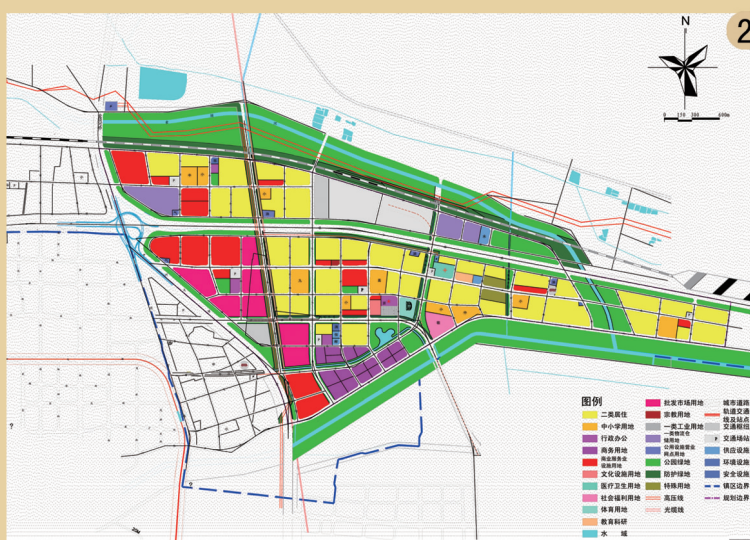 2
N
0 150 300 600m
图例
二类居住
中小学用地
行政办公
商务用地
商业服务业
设施用地
文化设施用地
医疗卫生用地
社会福利用地
体育用地
教育科研
水 域
批发市场用地
宗教用地
一类工业用地
一类物流仓
储用地
公用设施营业
网点用地
公园绿地
防护绿地
特殊用地
高压线
光缆线
城市道路
轨道交通
线及站点
交通枢纽
交通场站
供应设施
环境设施
安全设施
镇区边界
规划边界
?
?